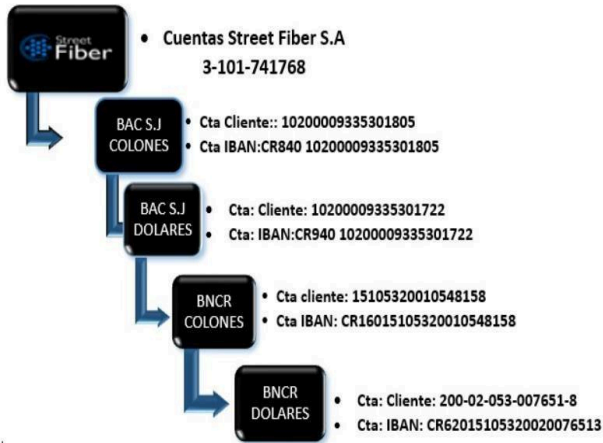 Street
Fiber
• Cuentas Street Fiber S.A
3-101-741768
BAC S.J
COLONES
• Cta Cliente:: 10200009335301805
• Cta IBAN:CR840 10200009335301805
BAC S.J
DOLARES
• Cta: Cliente: 10200009335301722
• Cta: IBAN:CR940 10200009335301722
BNCR
COLONES
• Cta cliente: 15105320010548158
• Cta IBAN: CR16015105320010548158
BNCR
DOLARES
• Cta: Cliente: 200-02-053-007651-8
• Cta: IBAN: CR62015105320020076513